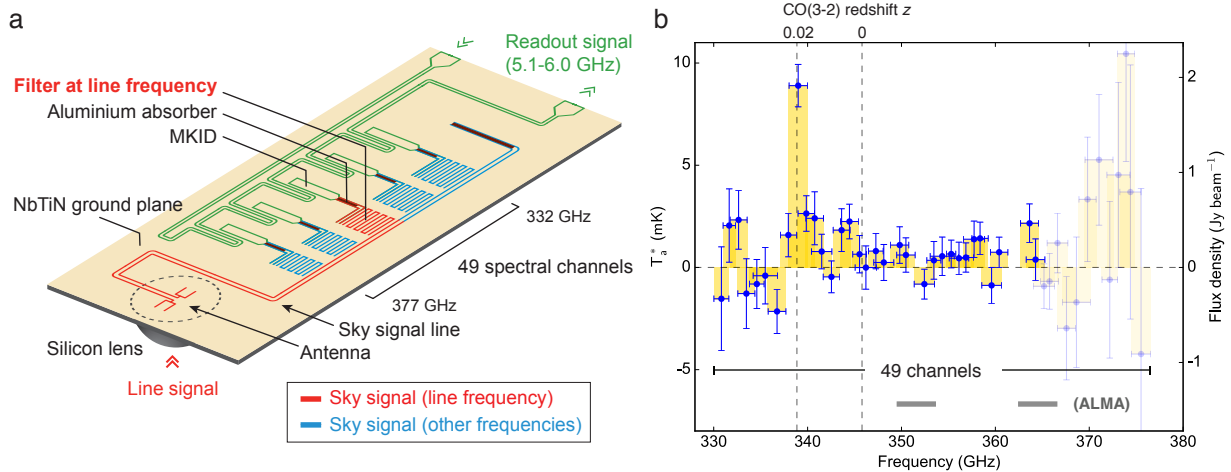 a
Readout signal
(5.1-6.0 GHz)
Filter at line frequency
Aluminium absorber
MKID
NbTiN ground plane
332 GHz
49 spectral channels
377 GHz
Sky signal line
Antenna
Silicon lens
Line signal
Sky signal (line frequency)
Sky signal (other frequencies)
b
CO(3-2) redshift z
0.02 0
10
5
0
-5
T*a (mK)
2
1
0
-1
Flux density (Jy beam⁻¹)
49 channels
(ALMA)
330 340 350 360 370 380
Frequency (GHz)